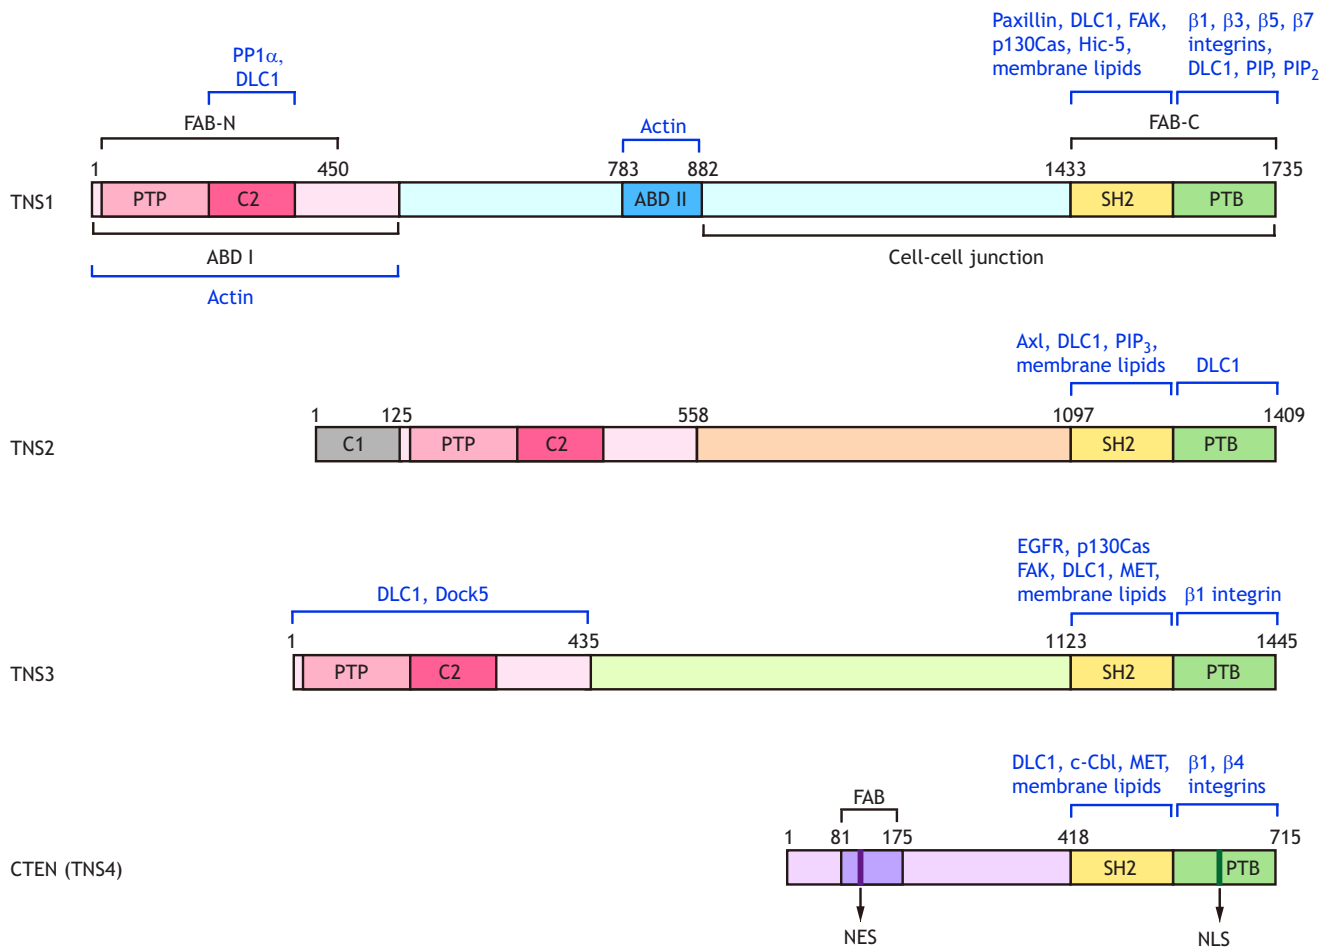 Paxillin, DLC1, FAK,
p130Cas, Hic-5,
membrane lipids
β1, β3, β5, β7
integrins,
DLC1, PIP, PIP2
PP1α,
DLC1
FAB-N
Actin
FAB-C
1
450
783
882
1433
1735
TNS1
PTP
C2
ABD II
SH2
PTB
ABD I
Cell-cell junction
Actin
Axl, DLC1, PIP3,
membrane lipids
DLC1
1
125
558
1097
1409
TNS2
C1
PTP
C2
SH2
PTB
EGFR, p130Cas
FAK, DLC1, MET,
membrane lipids
β1 integrin
DLC1, Dock5
1
435
1123
1445
TNS3
PTP
C2
SH2
PTB
DLC1, c-Cbl, MET,
membrane lipids
β1, β4
integrins
FAB
1
81
175
418
715
CTEN (TNS4)
SH2
PTB
NES
NLS